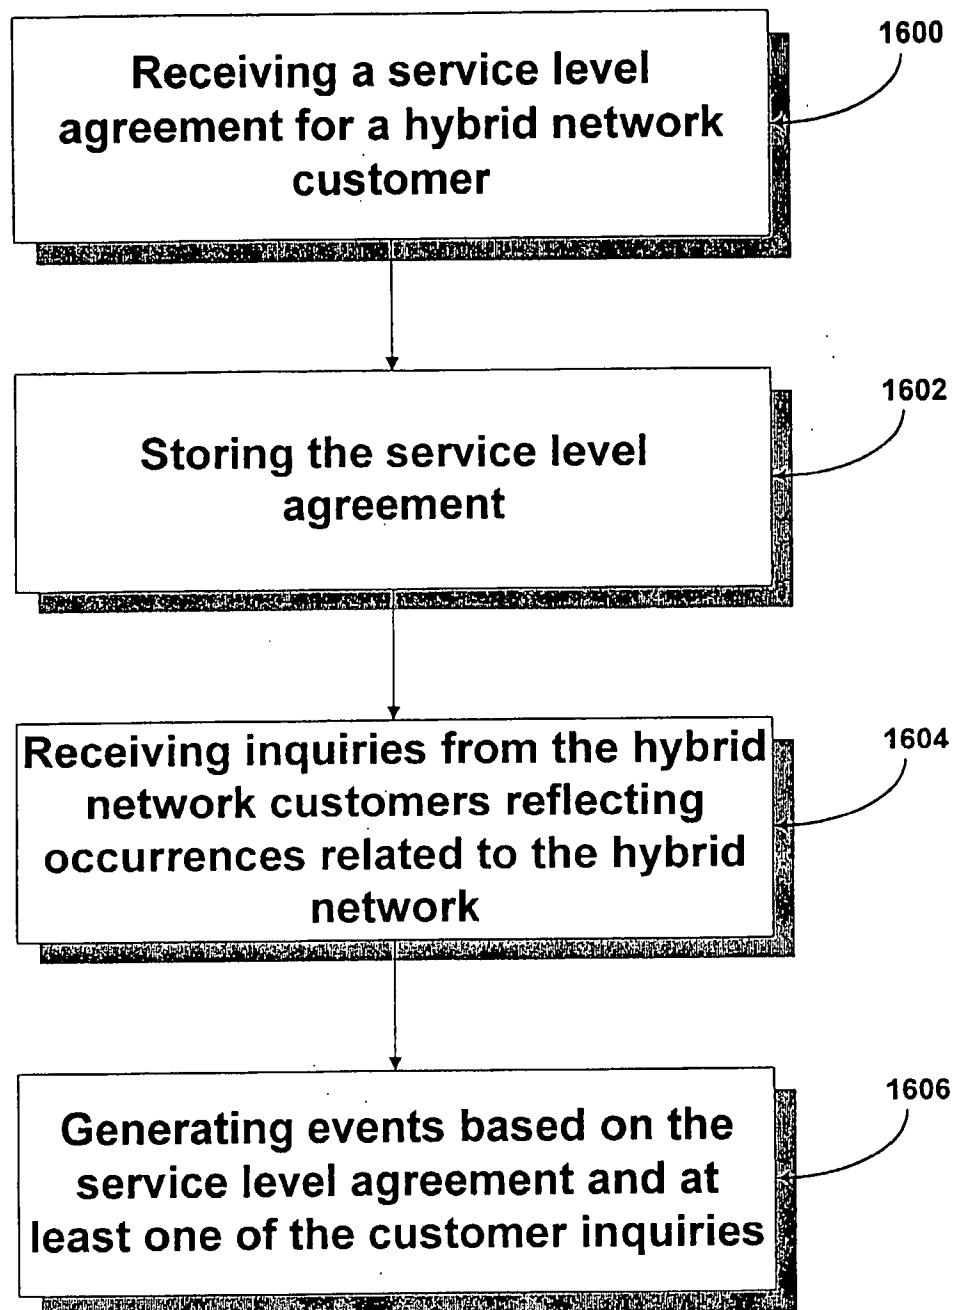 Receiving a service level
agreement for a hybrid network
customer
1600
Storing the service level
agreement
1602
Receiving inquiries from the hybrid
network customers reflecting
occurrences related to the hybrid
network
1604
Generating events based on the
service level agreement and at
least one of the customer inquiries
1606